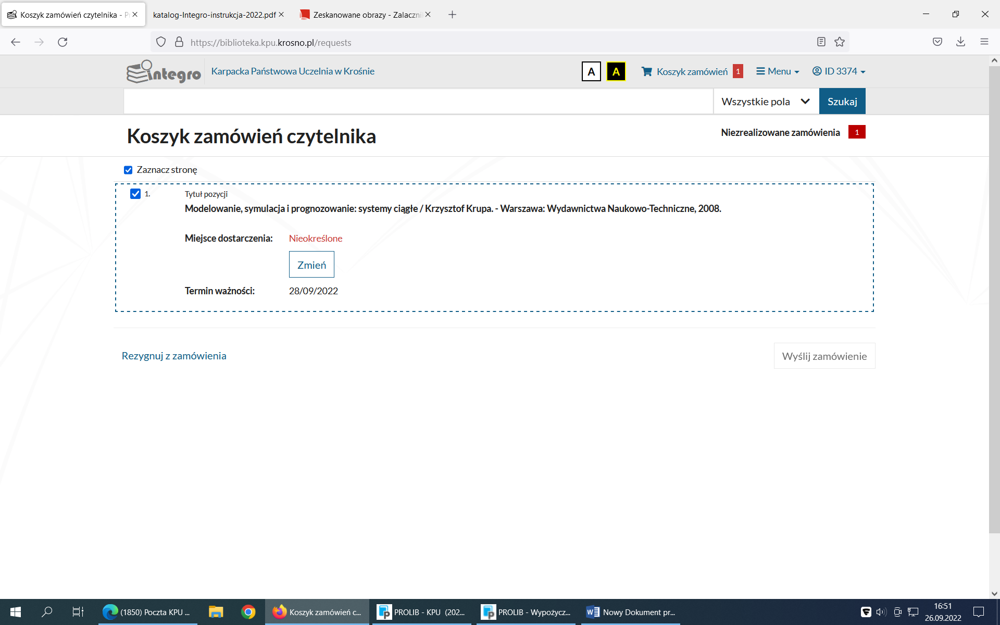 Koszyk zamówień czytelnika - P
katalog-Integro-instrukcja-2022.pdf
Zeskanowane obrazy - Zalaczni
https://biblioteka.kpu.krosno.pl/requests
integro
Karpacka Państwowa Uczelnia w Krośnie
A
A
Koszyk zamówień 1
Menu
ID 3374
Wszystkie pola
Szukaj
Koszyk zamówień czytelnika
Niezrealizowane zamówienia 1
Zaznacz stronę
1.
Tytuł pozycji
Modelowanie, symulacja i prognozowanie: systemy ciągłe / Krzysztof Krupa. - Warszawa: Wydawnictwa Naukowo-Techniczne, 2008.
Miejsce dostarczenia: Nieokreślone
Zmień
Termin ważności: 28/09/2022
Rezygnuj z zamówienia
Wyślij zamówienie
(1850) Poczta KPU ...
Koszyk zamówień c...
PROLIB - KPU (202...
PROLIB - Wypożycz...
Nowy Dokument pr...
16:51
26.09.2022